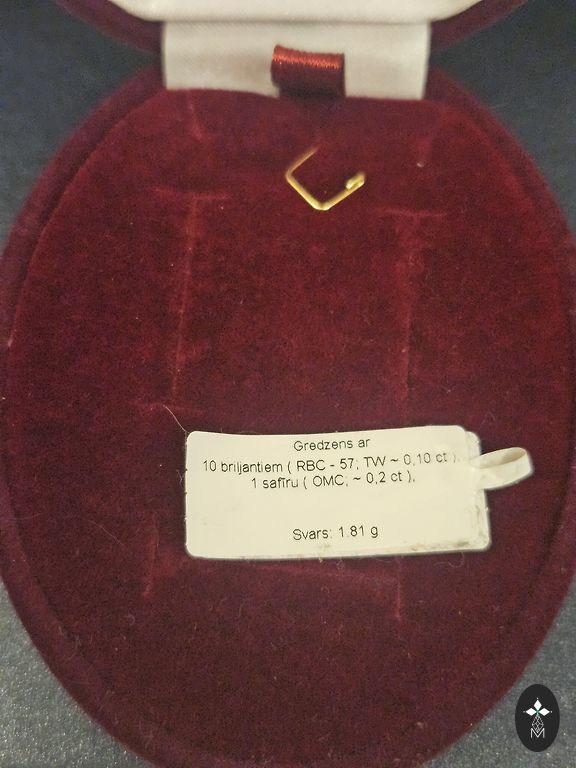 Gredzens ar
10 briljantiem ( RBC - 57; TW ~ 0,10 ct ),
1 safīru ( OMC; ~ 0,2 ct ),
Svars: 1.81 g
M